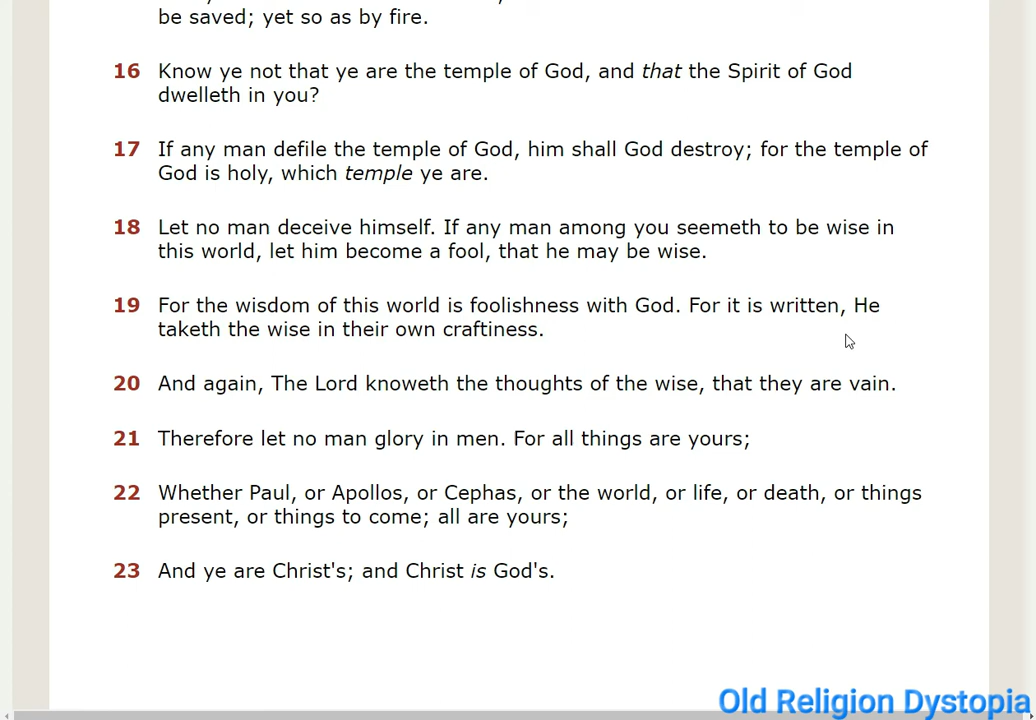 be saved; yet so as by fire.
16 Know ye not that ye are the temple of God, and that the Spirit of God
dwelleth in you?
17 If any man defile the temple of God, him shall God destroy; for the temple of
God is holy, which temple ye are.
18 Let no man deceive himself. If any man among you seemeth to be wise in
this world, let him become a fool, that he may be wise.
19 For the wisdom of this world is foolishness with God. For it is written, He
taketh the wise in their own craftiness.
20 And again, The Lord knoweth the thoughts of the wise, that they are vain.
21 Therefore let no man glory in men. For all things are yours;
22 Whether Paul, or Apollos, or Cephas, or the world, or life, or death, or things
present, or things to come; all are yours;
23 And ye are Christ's; and Christ is God's.
Old Religion Dystopia